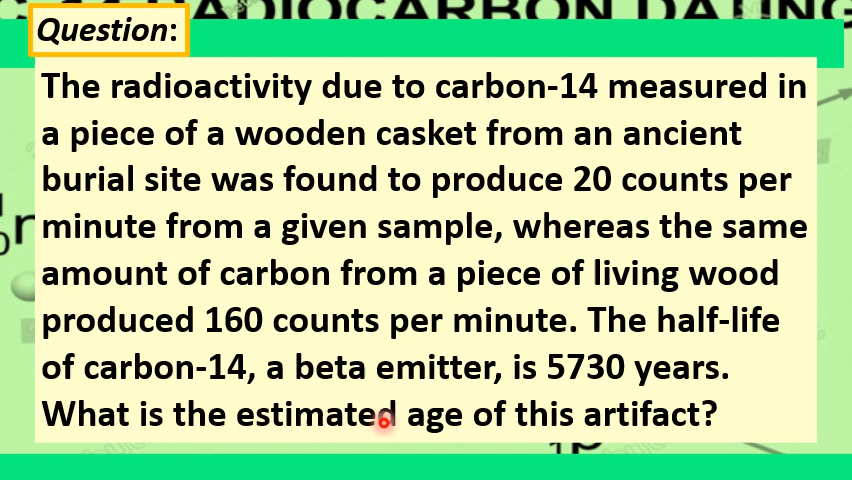 C-14 RADIOCARBON DATING
Question:
The radioactivity due to carbon-14 measured in
a piece of a wooden casket from an ancient
burial site was found to produce 20 counts per
minute from a given sample, whereas the same
amount of carbon from a piece of living wood
produced 160 counts per minute. The half-life
of carbon-14, a beta emitter, is 5730 years.
What is the estimated age of this artifact?